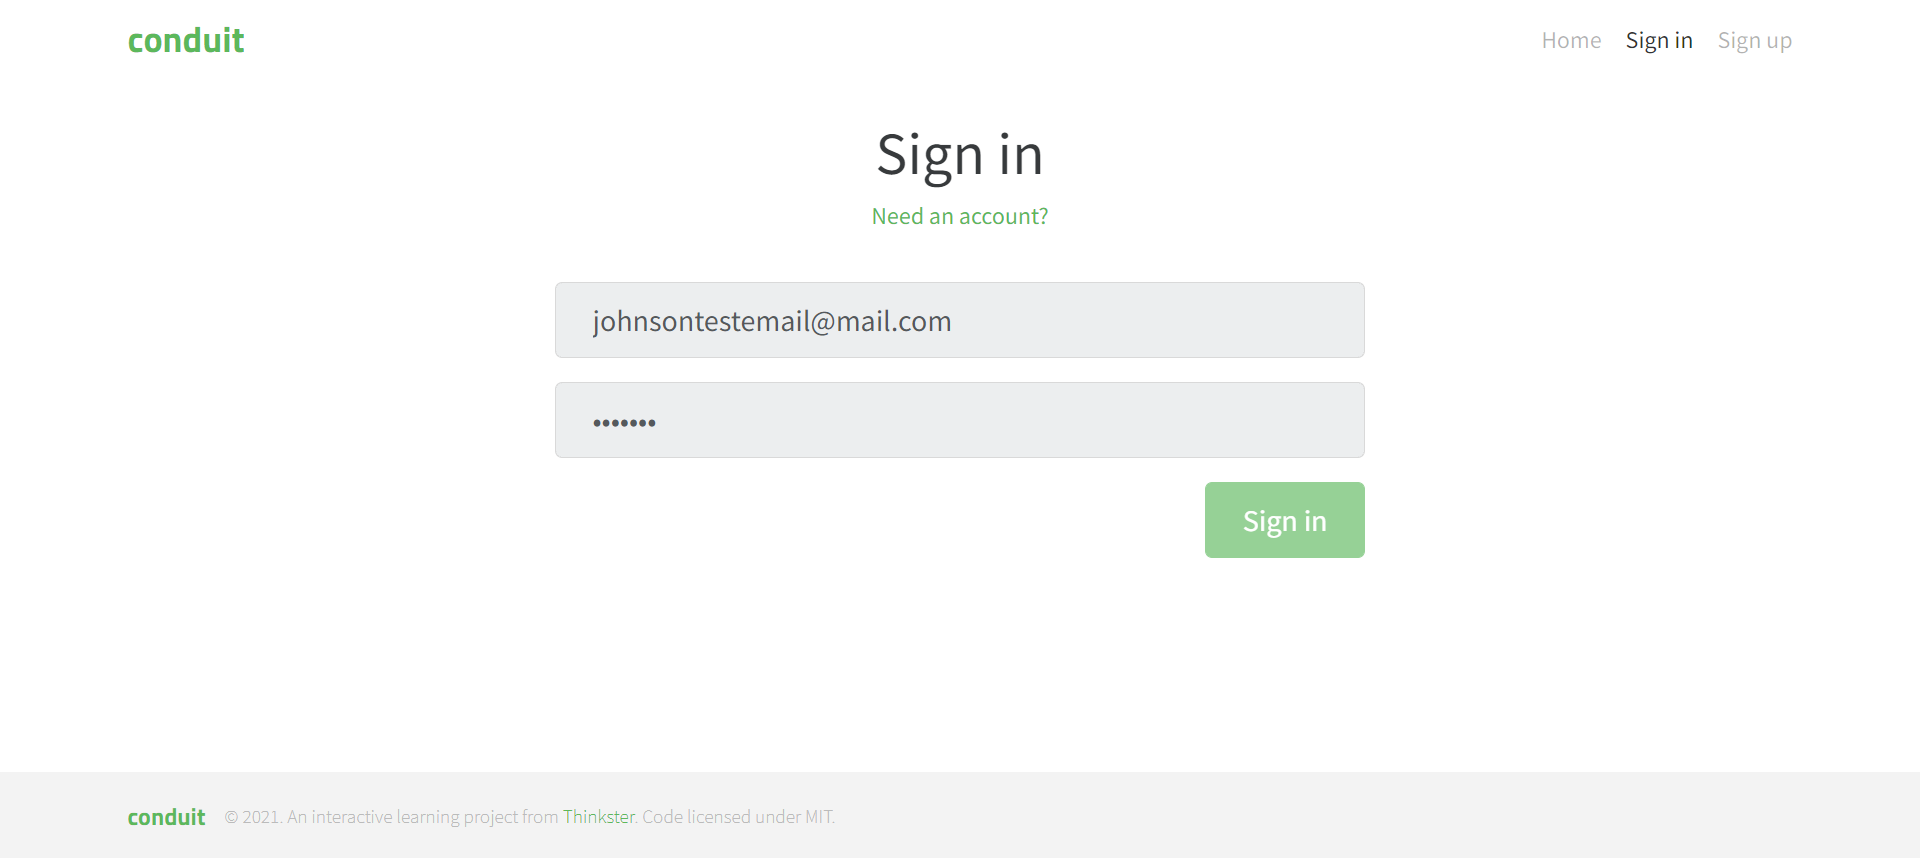 conduit
Home Sign in Sign up
Sign in
Need an account?
johnsontestemail@mail.com
•••••••
Sign in
conduit © 2021. An interactive learning project from Thinkster. Code licensed under MIT.